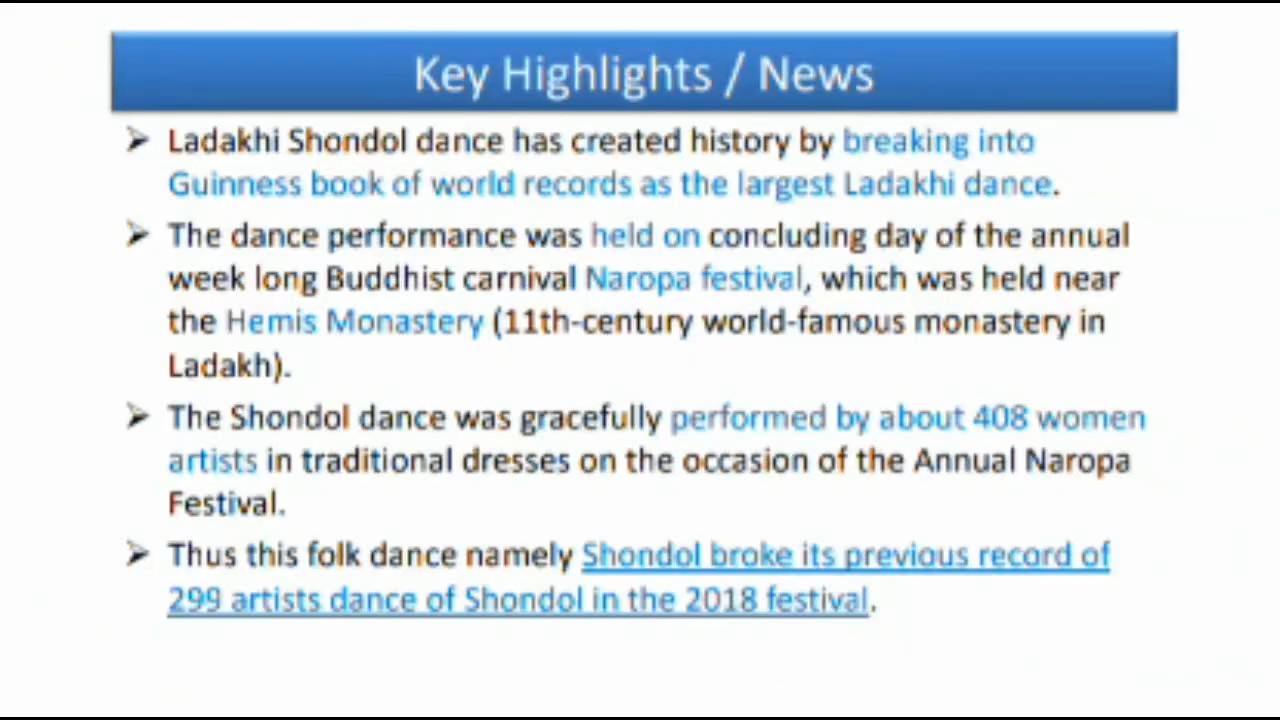 Key Highlights / News
➢ Ladakhi Shondol dance has created history by breaking into
Guinness book of world records as the largest Ladakhi dance.
➢ The dance performance was held on concluding day of the annual
week long Buddhist carnival Naropa festival, which was held near
the Hemis Monastery (11th-century world-famous monastery in
Ladakh).
➢ The Shondol dance was gracefully performed by about 408 women
artists in traditional dresses on the occasion of the Annual Naropa
Festival.
➢ Thus this folk dance namely Shondol broke its previous record of
299 artists dance of Shondol in the 2018 festival.